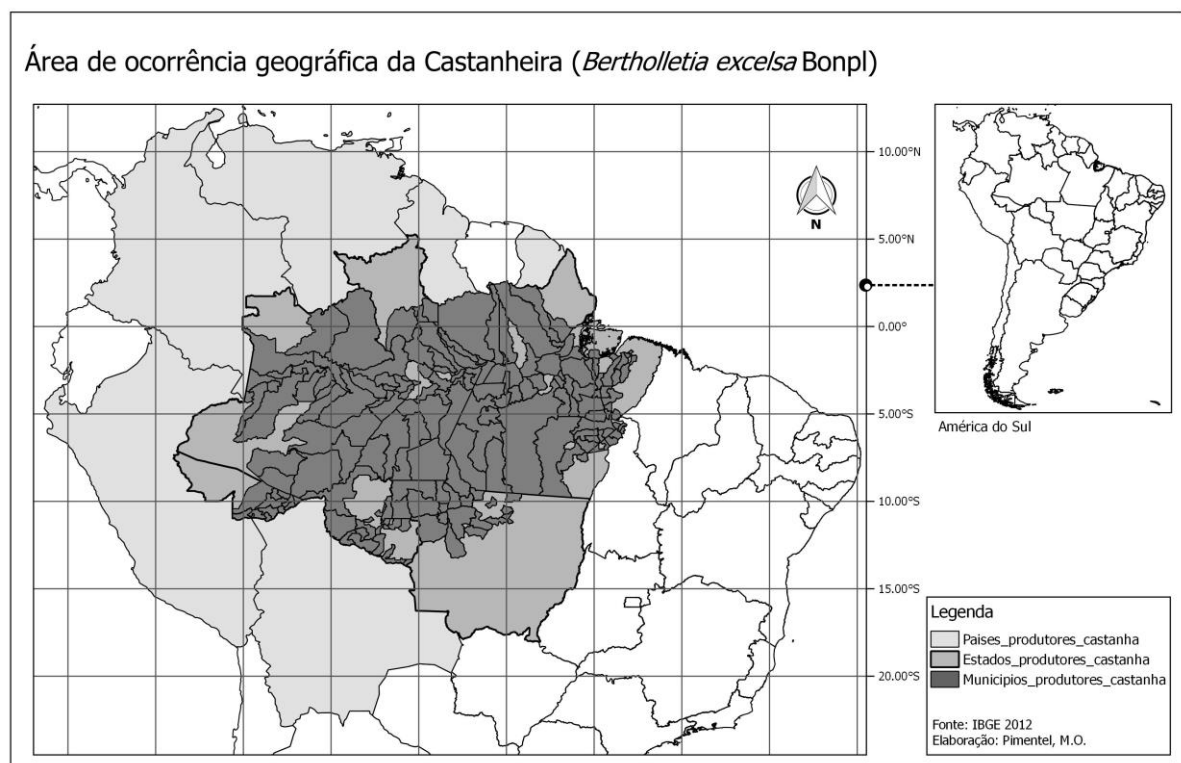 Área de ocorrência geográfica da Castanheira (Bertholletia excelsa Bonpl)
N
10.00°N
5.00°N
0.00°
5.00°S
10.00°S
15.00°S
20.00°S
América do Sul
Legenda
Paises_produtores_castanha
Estados_produtores_castanha
Municipios_produtores_castanha
Fonte: IBGE 2012
Elaboração: Pimentel, M.O.